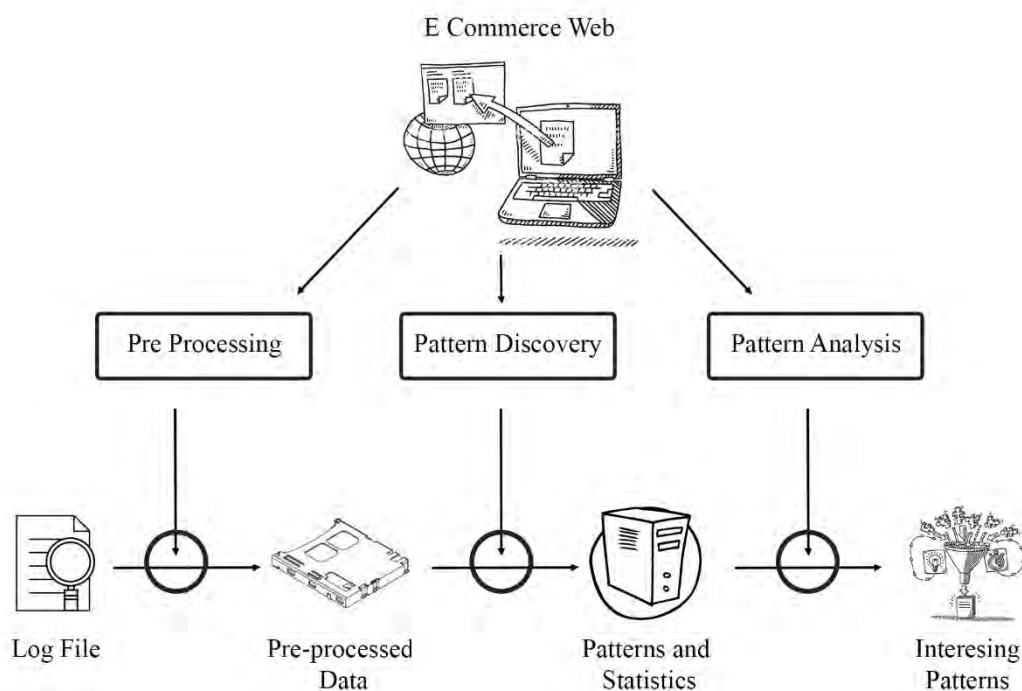 E Commerce Web
Pre Processing
Pattern Discovery
Pattern Analysis
Log File
Pre-processed
Data
Patterns and
Statistics
Interesing
Patterns